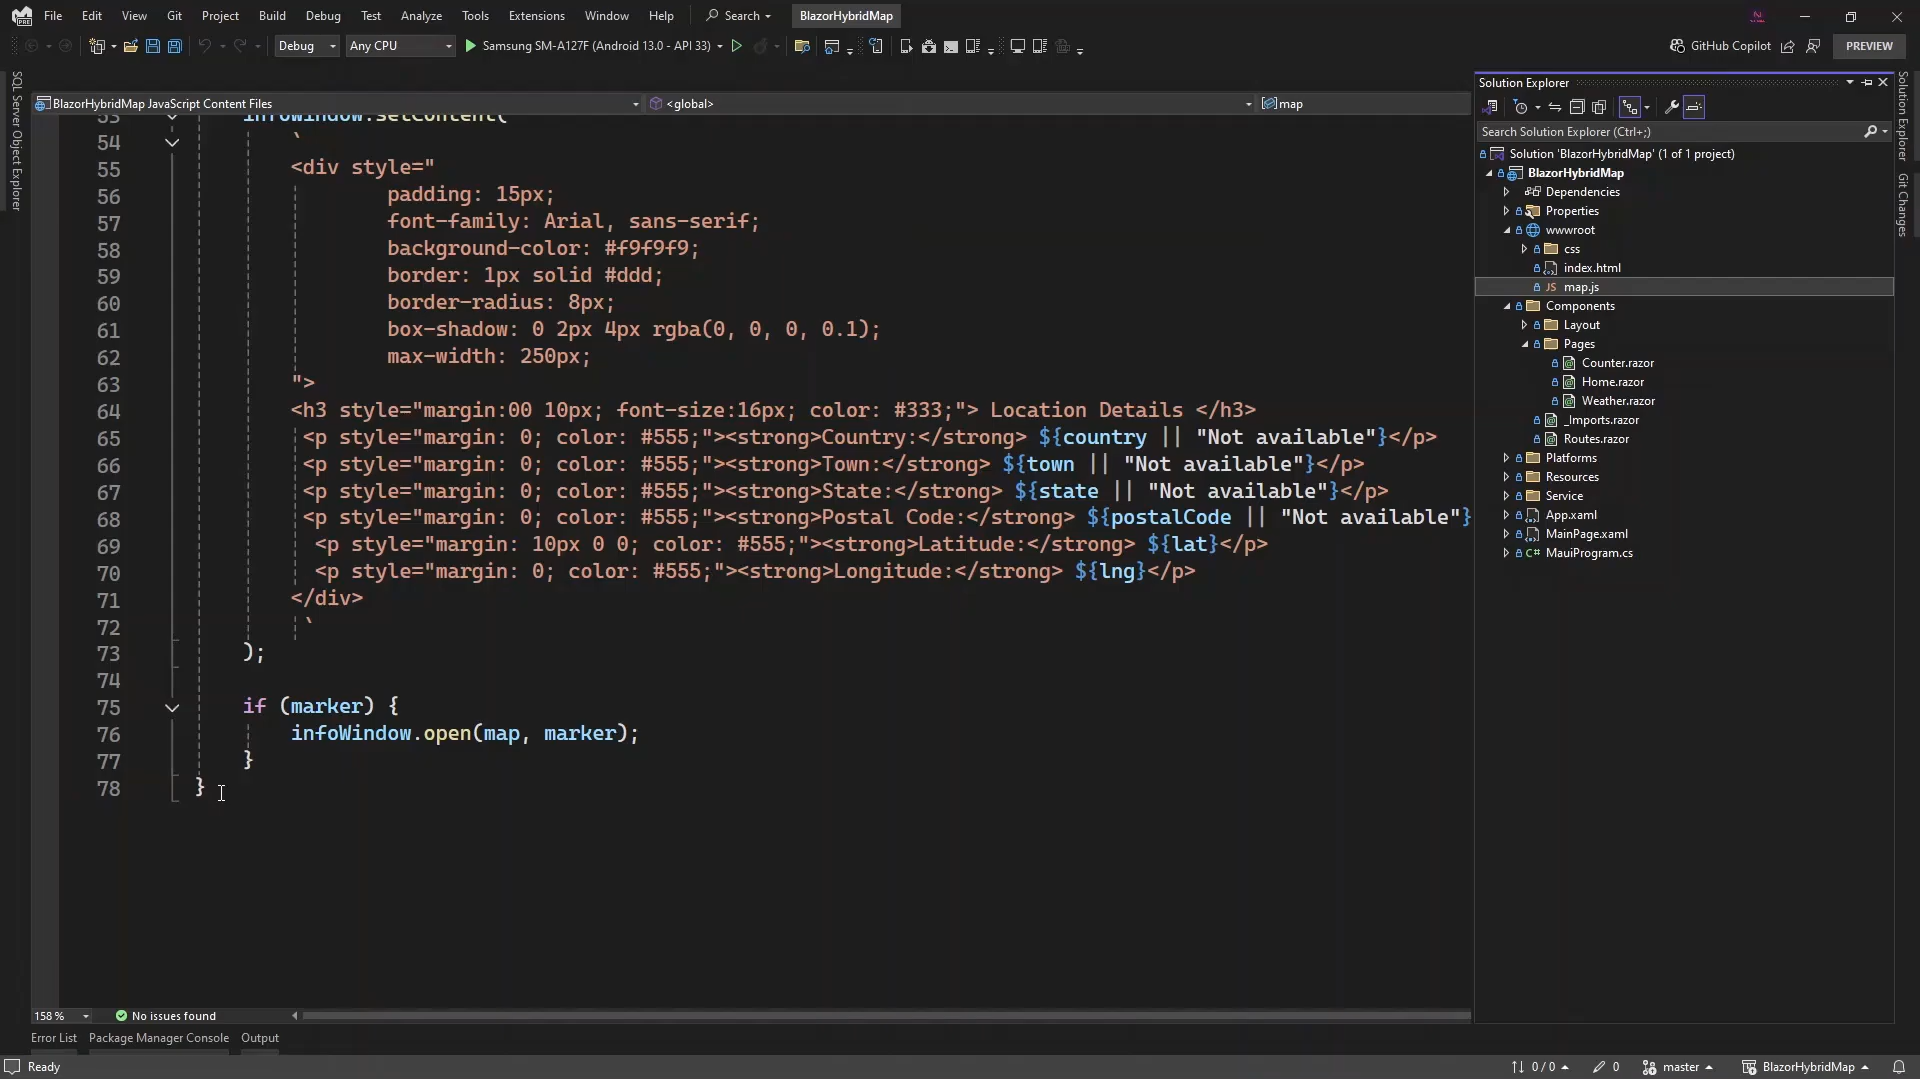 File Edit View Git Project Build Debug Test Analyze Tools Extensions Window Help Search BlazorHybridMap
Debug Any CPU Samsung SM-A127F (Android 13.0 - API 33) GitHub Copilot PREVIEW
SQL Server Object Explorer
BlazorHybridMap JavaScript Content Files <global> map
53 infoWindow.setContent(
54 `
55 <div style="
56 padding: 15px;
57 font-family: Arial, sans-serif;
58 background-color: #f9f9f9;
59 border: 1px solid #ddd;
60 border-radius: 8px;
61 box-shadow: 0 2px 4px rgba(0, 0, 0, 0.1);
62 max-width: 250px;
63 ">
64 <h3 style="margin:00 10px; font-size:16px; color: #333;"> Location Details </h3>
65 <p style="margin: 0; color: #555;"><strong>Country:</strong> ${country || "Not available"}</p>
66 <p style="margin: 0; color: #555;"><strong>Town:</strong> ${town || "Not available"}</p>
67 <p style="margin: 0; color: #555;"><strong>State:</strong> ${state || "Not available"}</p>
68 <p style="margin: 0; color: #555;"><strong>Postal Code:</strong> ${postalCode || "Not available"}
69 <p style="margin: 10px 0 0; color: #555;"><strong>Latitude:</strong> ${lat}</p>
70 <p style="margin: 0; color: #555;"><strong>Longitude:</strong> ${lng}</p>
71 </div>
72 `
73 );
74
75 if (marker) {
76 infoWindow.open(map, marker);
77 }
78 }
158 % No issues found
Error List Package Manager Console Output
Solution Explorer
Search Solution Explorer (Ctrl+;)
Solution 'BlazorHybridMap' (1 of 1 project)
BlazorHybridMap
Dependencies
Properties
wwwroot
css
index.html
JS map.js
Components
Layout
Pages
Counter.razor
Home.razor
Weather.razor
_Imports.razor
Routes.razor
Platforms
Resources
Service
App.xaml
MainPage.xaml
C# MauiProgram.cs
Solution Explorer
Git Changes
Ready 0 / 0 0 master BlazorHybridMap